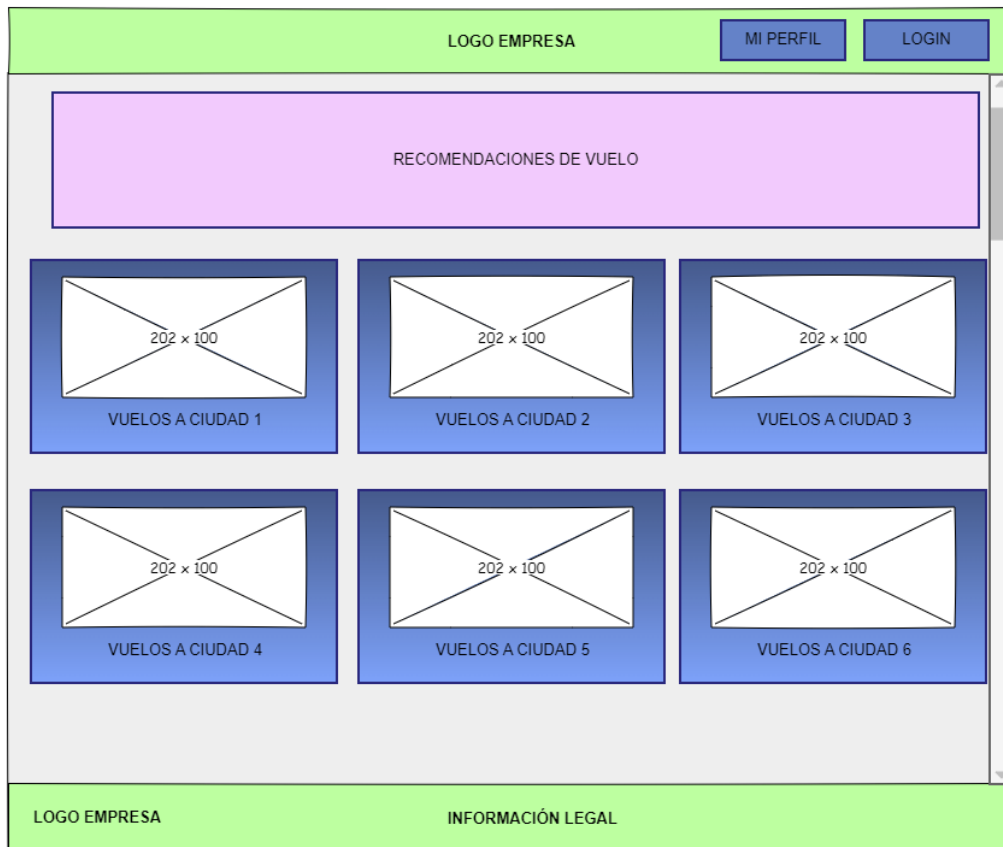 LOGO EMPRESA
MI PERFIL
LOGIN
RECOMENDACIONES DE VUELO
202 x 100
VUELOS A CIUDAD 1
202 x 100
VUELOS A CIUDAD 2
202 x 100
VUELOS A CIUDAD 3
202 x 100
VUELOS A CIUDAD 4
202 x 100
VUELOS A CIUDAD 5
202 x 100
VUELOS A CIUDAD 6
LOGO EMPRESA
INFORMACIÓN LEGAL